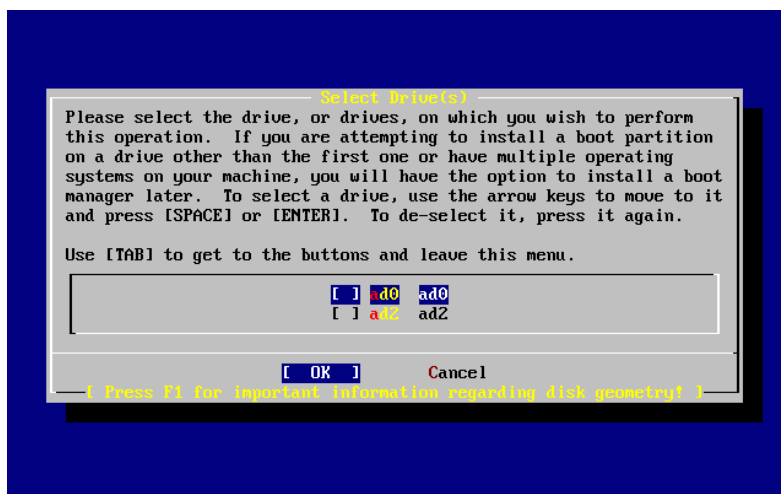 Select Drive(s)
Please select the drive, or drives, on which you wish to perform
this operation.  If you are attempting to install a boot partition
on a drive other than the first one or have multiple operating
systems on your machine, you will have the option to install a boot
manager later.  To select a drive, use the arrow keys to move to it
and press [SPACE] or [ENTER].  To de-select it, press it again.
Use [TAB] to get to the buttons and leave this menu.
[ ] ad0 ad0
[ ] ad2 ad2
[ OK ] Cancel
[ Press F1 for important information regarding disk geometry! ]